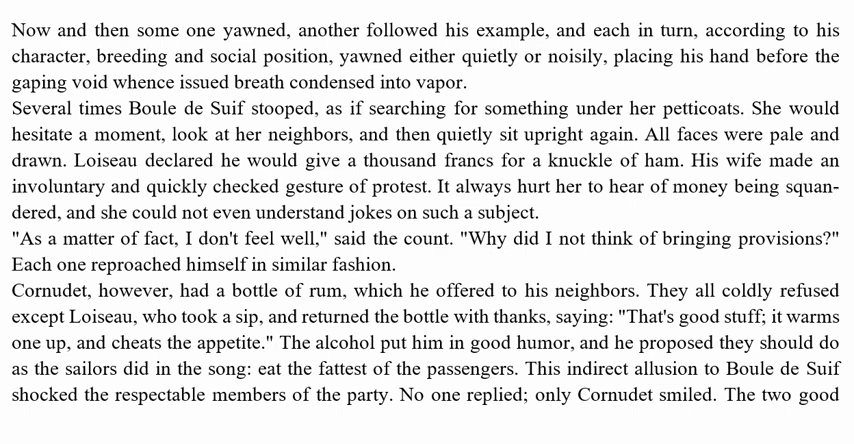 Now and then some one yawned, another followed his example, and each in turn, according to his
character, breeding and social position, yawned either quietly or noisily, placing his hand before the
gaping void whence issued breath condensed into vapor.
Several times Boule de Suif stooped, as if searching for something under her petticoats. She would
hesitate a moment, look at her neighbors, and then quietly sit upright again. All faces were pale and
drawn. Loiseau declared he would give a thousand francs for a knuckle of ham. His wife made an
involuntary and quickly checked gesture of protest. It always hurt her to hear of money being squan-
dered, and she could not even understand jokes on such a subject.
"As a matter of fact, I don't feel well," said the count. "Why did I not think of bringing provisions?"
Each one reproached himself in similar fashion.
Cornudet, however, had a bottle of rum, which he offered to his neighbors. They all coldly refused
except Loiseau, who took a sip, and returned the bottle with thanks, saying: "That's good stuff; it warms
one up, and cheats the appetite." The alcohol put him in good humor, and he proposed they should do
as the sailors did in the song: eat the fattest of the passengers. This indirect allusion to Boule de Suif
shocked the respectable members of the party. No one replied; only Cornudet smiled. The two good